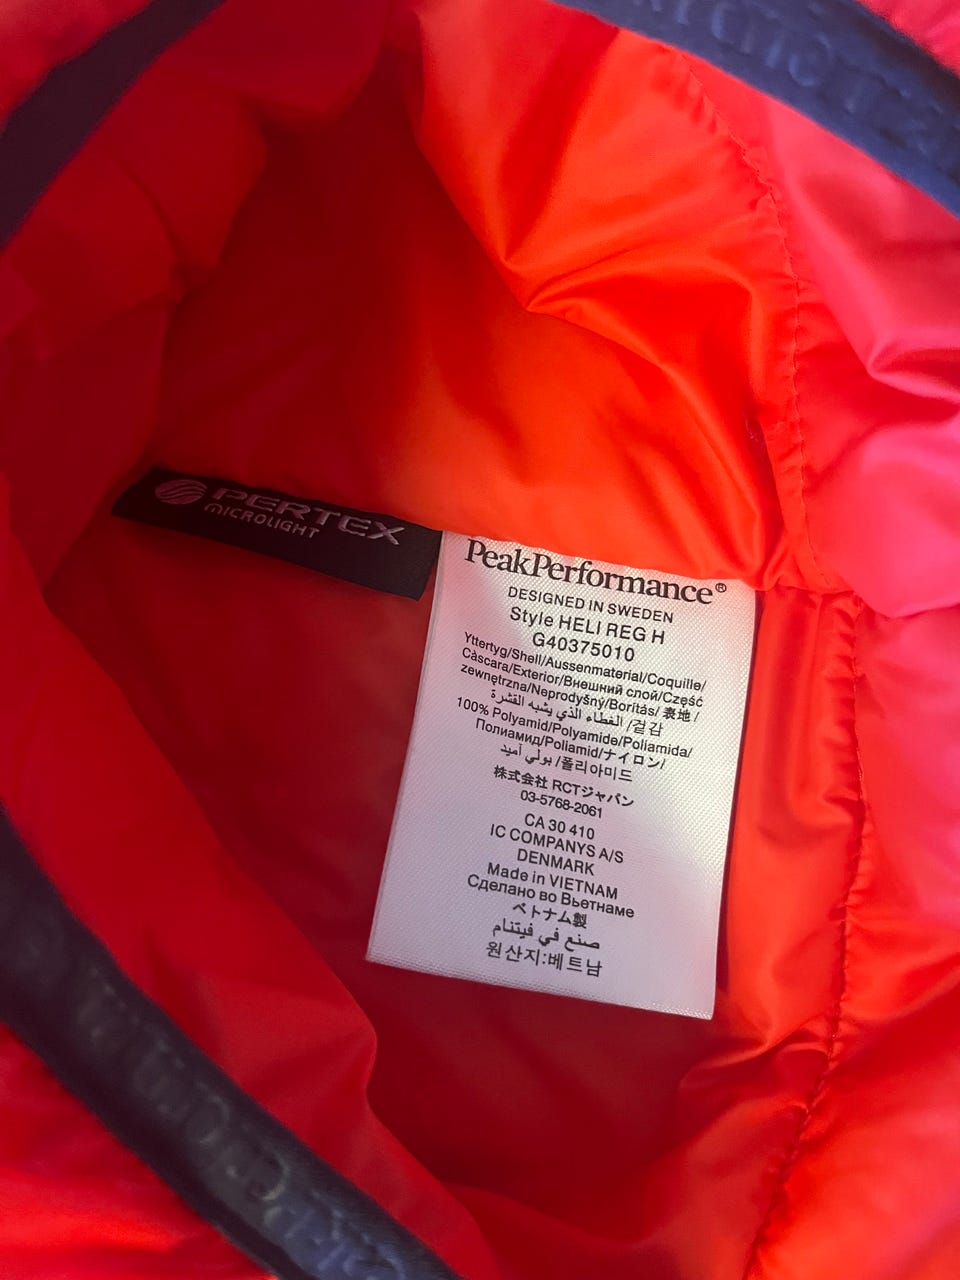 PERTEX
MICROLIGHT
PeakPerformance®
DESIGNED IN SWEDEN
Style HELI REG H
G40375010
Yttertyg/Shell/Aussenmaterial/Coquille/
Càscara/Exterior/Внешний слой/Część
zewnętrzna/Neprodyšný/Borítás/ 表地 /
الغطاء الذي يشبه القشرة /겉감
100% Polyamid/Polyamide/Poliamida/
Полиамид/Poliamid/ナイロン/
بولي أميد /폴리아미드
株式会社 RCTジャパン
03-5768-2061
CA 30 410
IC COMPANYS A/S
DENMARK
Made in VIETNAM
Сделано во Вьетнаме
ベトナム製
صنع في فيتنام
원산지:베트남